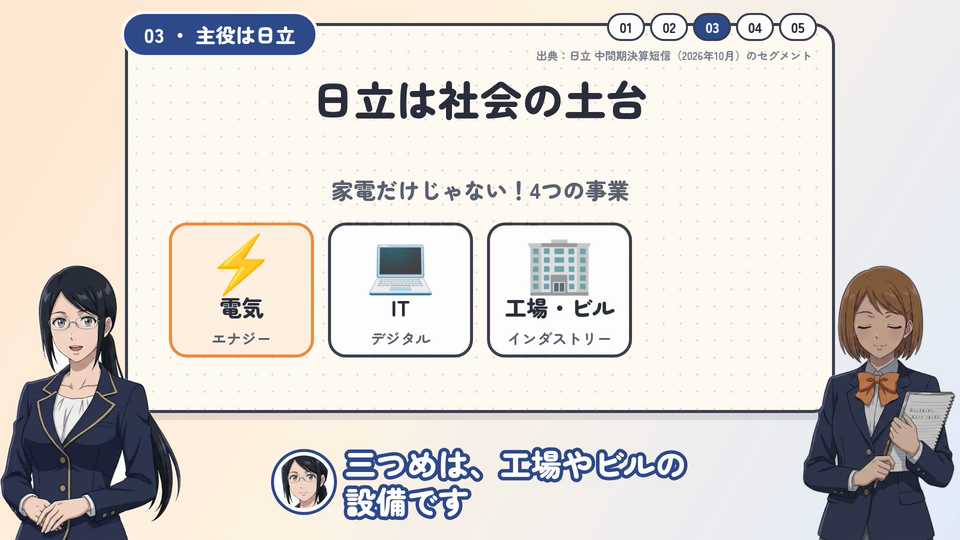 03 ・ 主役は日立
01 02 03 04 05
出典：日立 中間期決算短信（2026年10月）のセグメント
日立は社会の土台
家電だけじゃない！4つの事業
電気
エナジー
IT
デジタル
工場・ビル
インダストリー
三つめは、工場やビルの
設備です